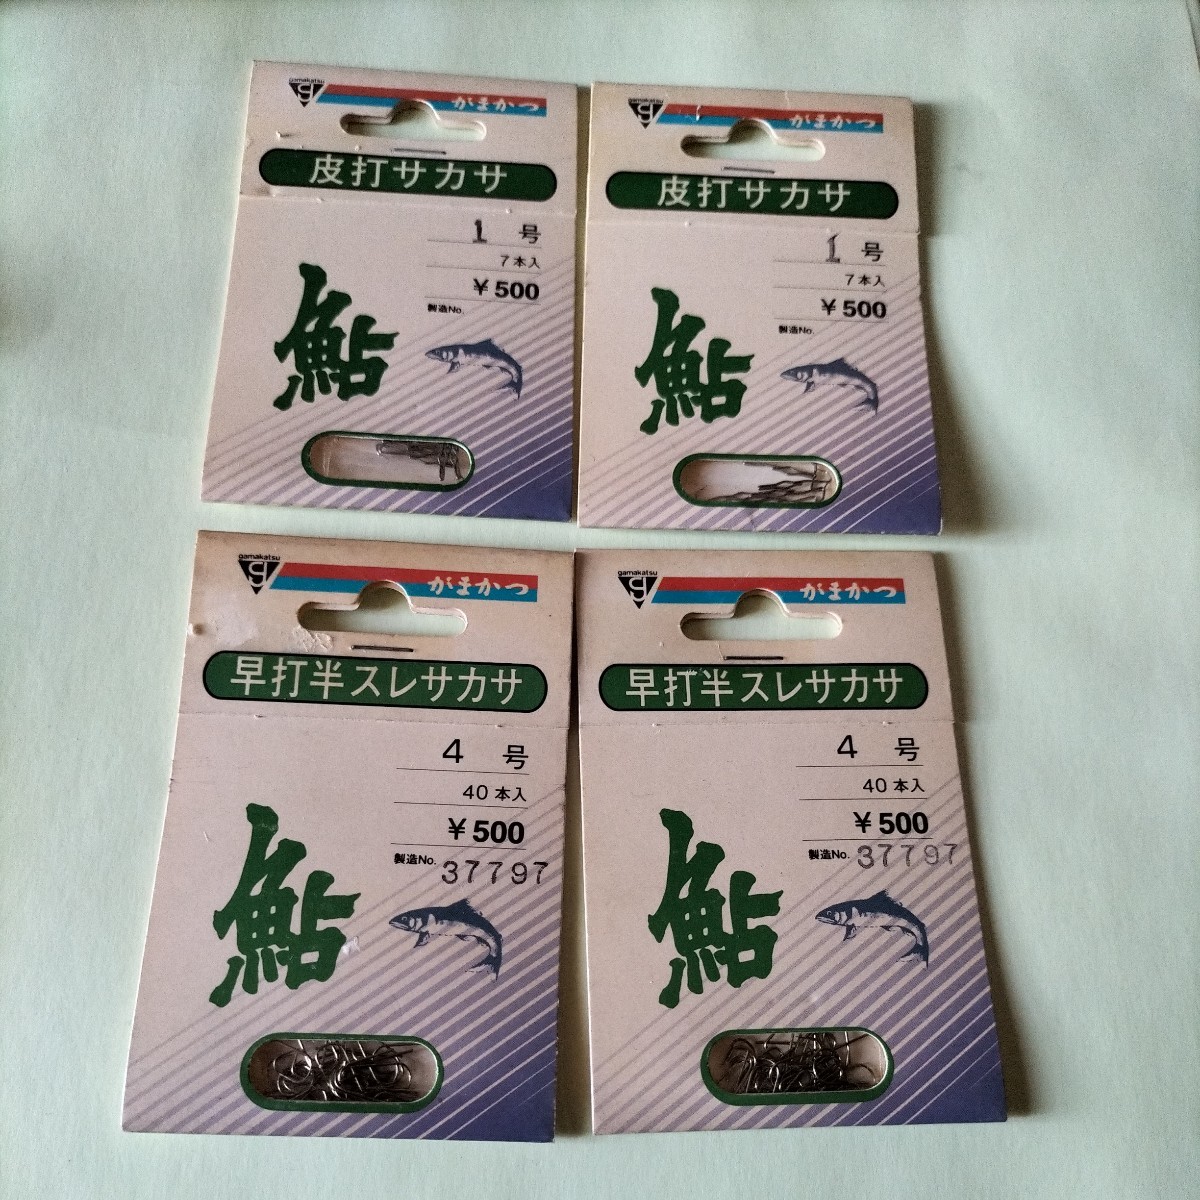 gamakatsu
がまかつ
皮打サカサ
1 号
7本入
¥500
製造No.
鮎
gamakatsu
がまかつ
皮打サカサ
1 号
7本入
¥500
製造No.
鮎
gamakatsu
がまかつ
早打半スレサカサ
4 号
40本入
¥500
製造No. 37797
鮎
gamakatsu
がまかつ
早打半スレサカサ
4 号
40本入
¥500
製造No. 37797
鮎